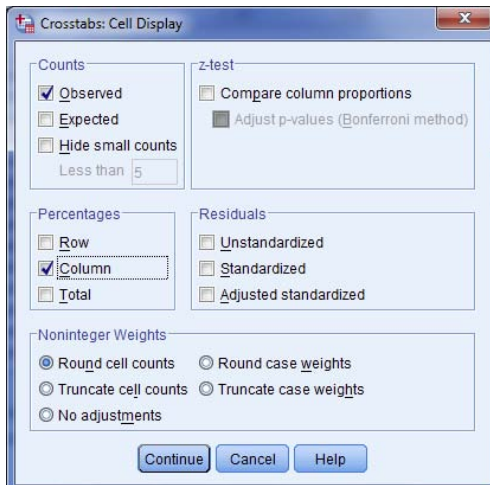 Crosstabs: Cell Display
Counts
Observed
Expected
Hide small counts
Less than 5
z-test
Compare column proportions
Adjust p-values (Bonferroni method)
Percentages
Row
Column
Total
Residuals
Unstandardized
Standardized
Adjusted standardized
Noninteger Weights
Round cell counts Round case weights
Truncate cell counts Truncate case weights
No adjustments
Continue Cancel Help